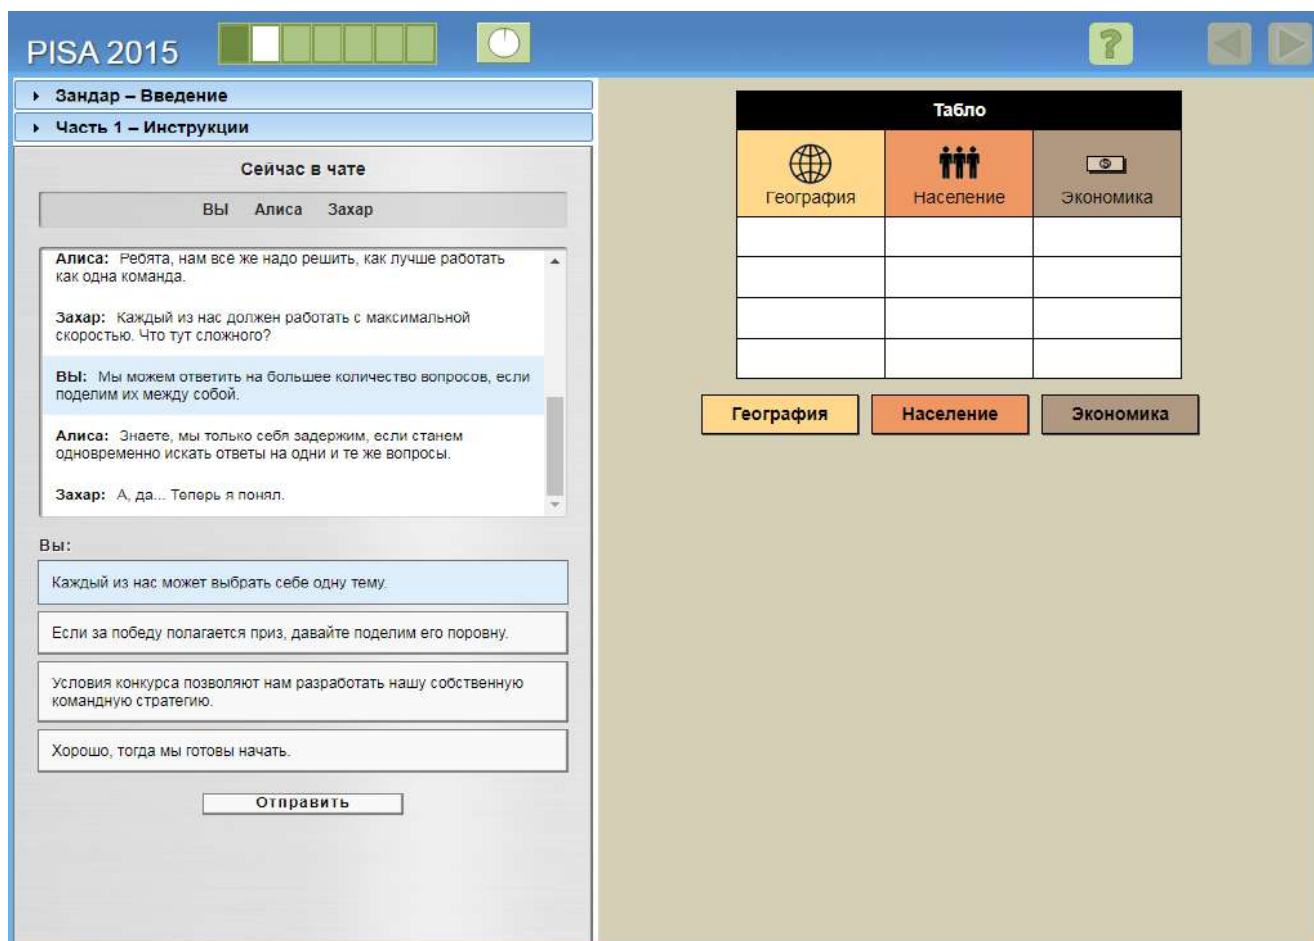 PISA 2015
?
Зандар – Введение
Часть 1 – Инструкции
Сейчас в чате
ВЫ Алиса Захар
Алиса: Ребята, нам все же надо решить, как лучше работать
как одна команда.
Захар: Каждый из нас должен работать с максимальной
скоростью. Что тут сложного?
ВЫ: Мы можем ответить на большее количество вопросов, если
поделим их между собой.
Алиса: Знаете, мы только себя задержим, если станем
одновременно искать ответы на одни и те же вопросы.
Захар: А, да... Теперь я понял.
Вы:
Каждый из нас может выбрать себе одну тему.
Если за победу полагается приз, давайте поделим его поровну.
Условия конкурса позволяют нам разработать нашу собственную
командную стратегию.
Хорошо, тогда мы готовы начать.
Отправить
Табло
География Население Экономика
География Население Экономика